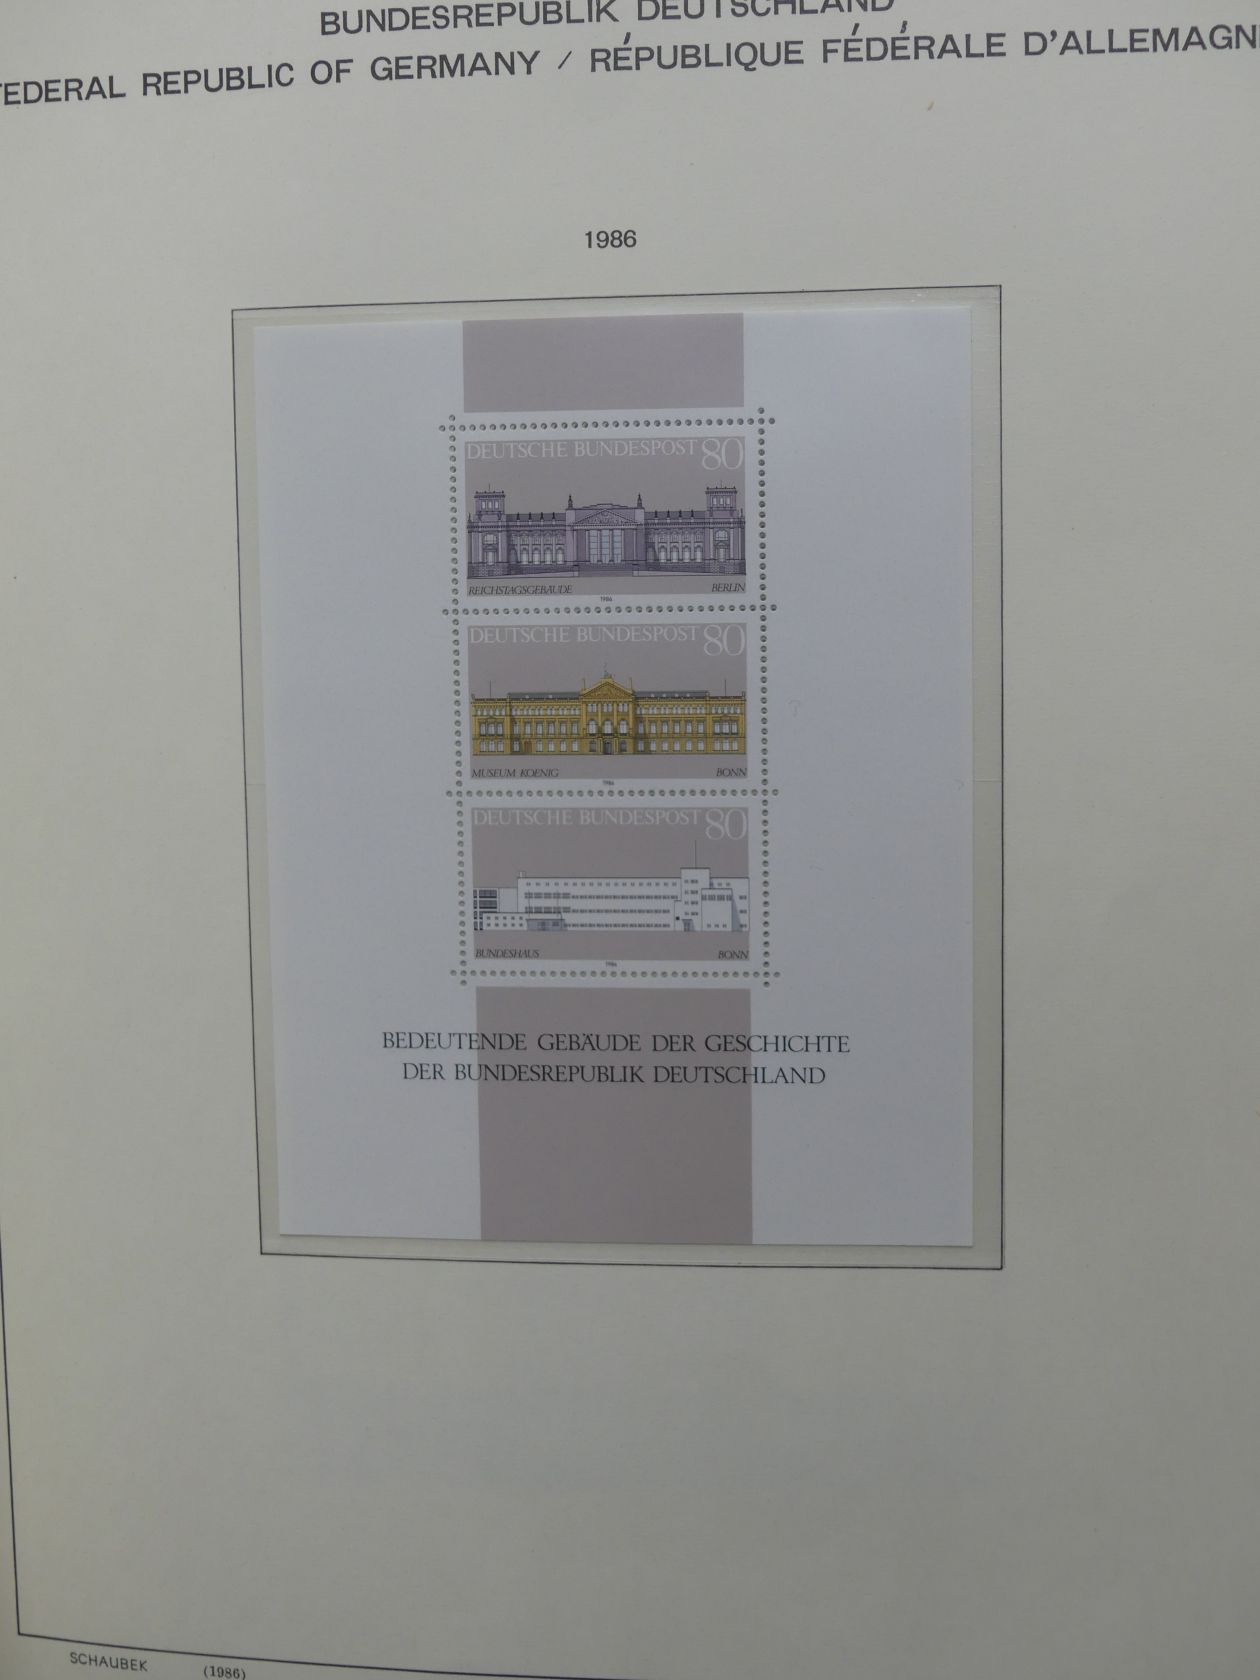 BUNDESREPUBLIK DEUTSCHLAND
FEDERAL REPUBLIC OF GERMANY / RÉPUBLIQUE FÉDÉRALE D'ALLEMAGNE
1986
DEUTSCHE BUNDESPOST 80
REICHSTAGSGEBÄUDE BERLIN
1986
DEUTSCHE BUNDESPOST 80
MUSEUM KOENIG BONN
1986
DEUTSCHE BUNDESPOST 80
BUNDESHAUS BONN
1986
BEDEUTENDE GEBÄUDE DER GESCHICHTE
DER BUNDESREPUBLIK DEUTSCHLAND
SCHAUBEK (1986)